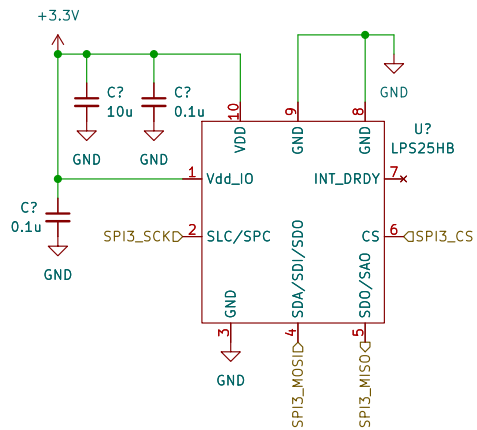 +3.3V
C?
10u
C?
0.1u
GND
GND
GND
U?
LPS25HB
10
9
8
VDD
GND
GND
1
Vdd_IO
INT_DRDY
7
C?
0.1u
GND
SPI3_SCK
2
SLC/SPC
CS
6
SPI3_CS
GND
SDA/SDI/SDO
SDO/SAO
3
4
5
GND
SPI3_MOSI
SPI3_MISO